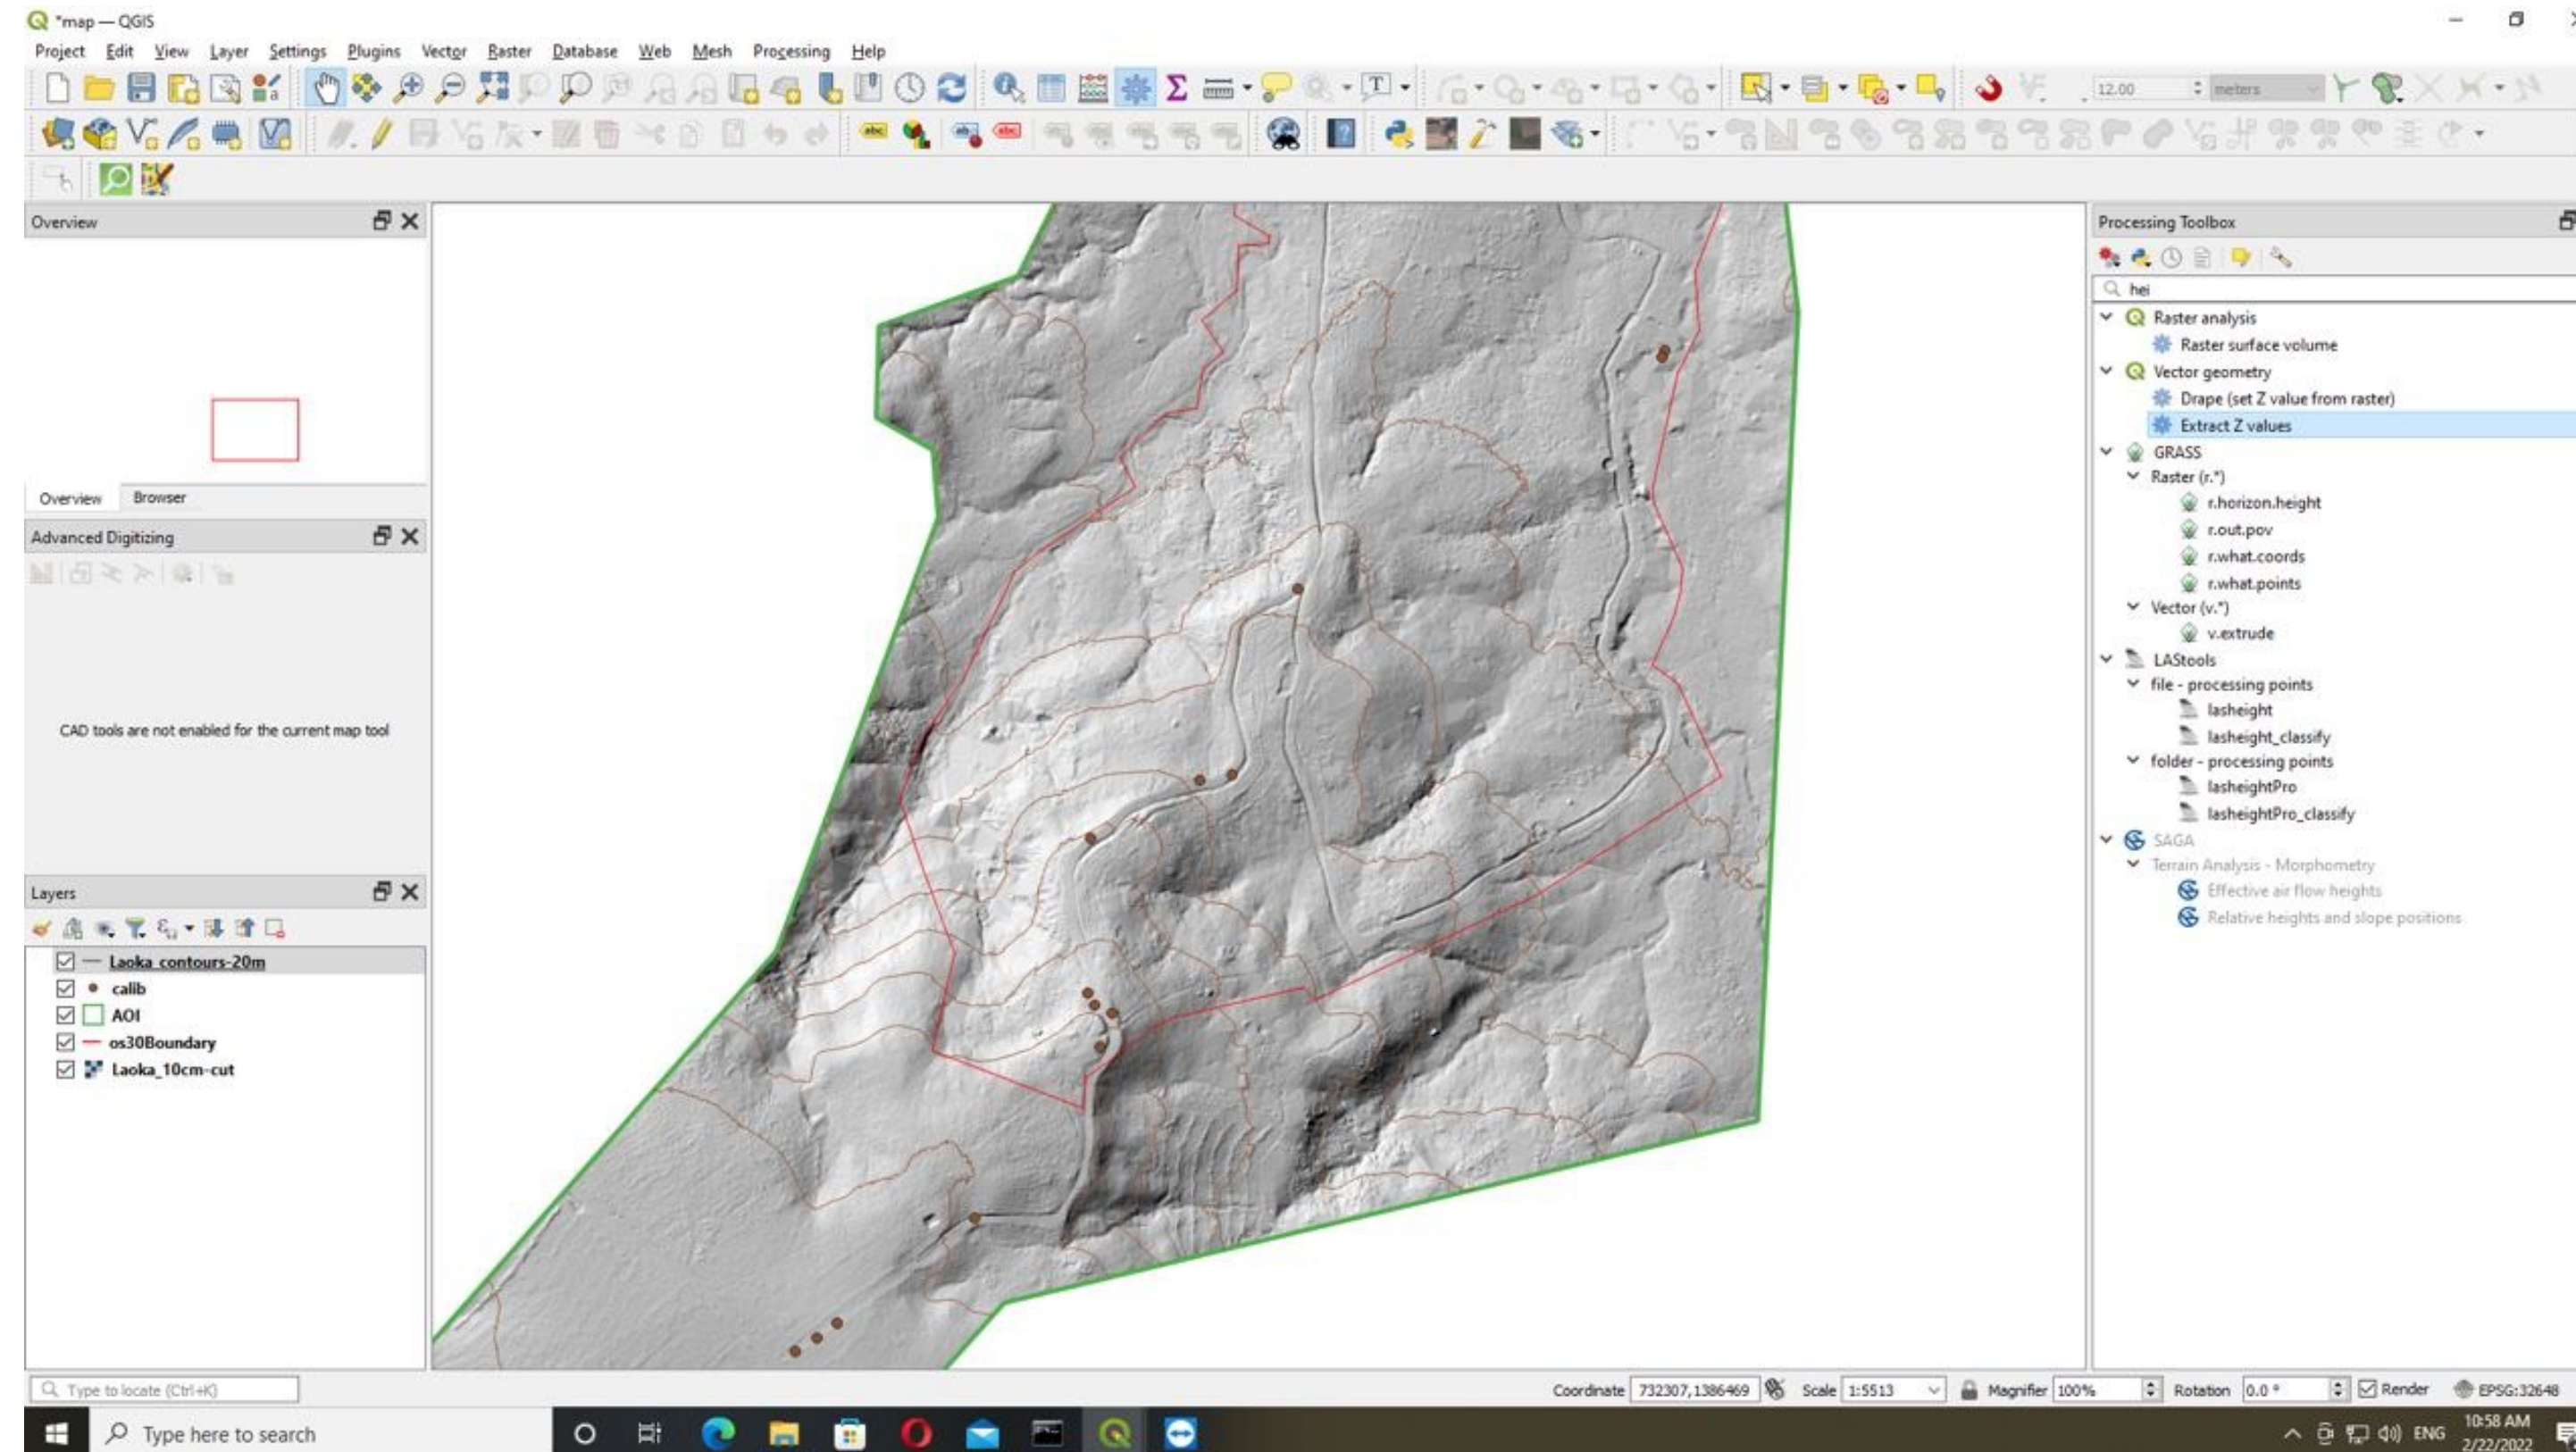 *map — QGIS
Project Edit View Layer Settings Plugins Vector Raster Database Web Mesh Processing Help
12.00 meters
Overview
Overview Browser
Advanced Digitizing
CAD tools are not enabled for the current map tool
Layers
Laoka_contours-20m
calib
AOI
os30Boundary
Laoka_10cm-cut
Processing Toolbox
hei
Raster analysis
Raster surface volume
Vector geometry
Drape (set Z value from raster)
Extract Z values
GRASS
Raster (r.*)
r.horizon.height
r.out.pov
r.what.coords
r.what.points
Vector (v.*)
v.extrude
LAStools
file - processing points
lasheight
lasheight_classify
folder - processing points
lasheightPro
lasheightPro_classify
SAGA
Terrain Analysis - Morphometry
Effective air flow heights
Relative heights and slope positions
Type to locate (Ctrl+K)
Coordinate 732307,1386469 Scale 1:5513 Magnifier 100% Rotation 0.0 ° Render EPSG:32648
Type here to search
ENG
10:58 AM
2/22/2022